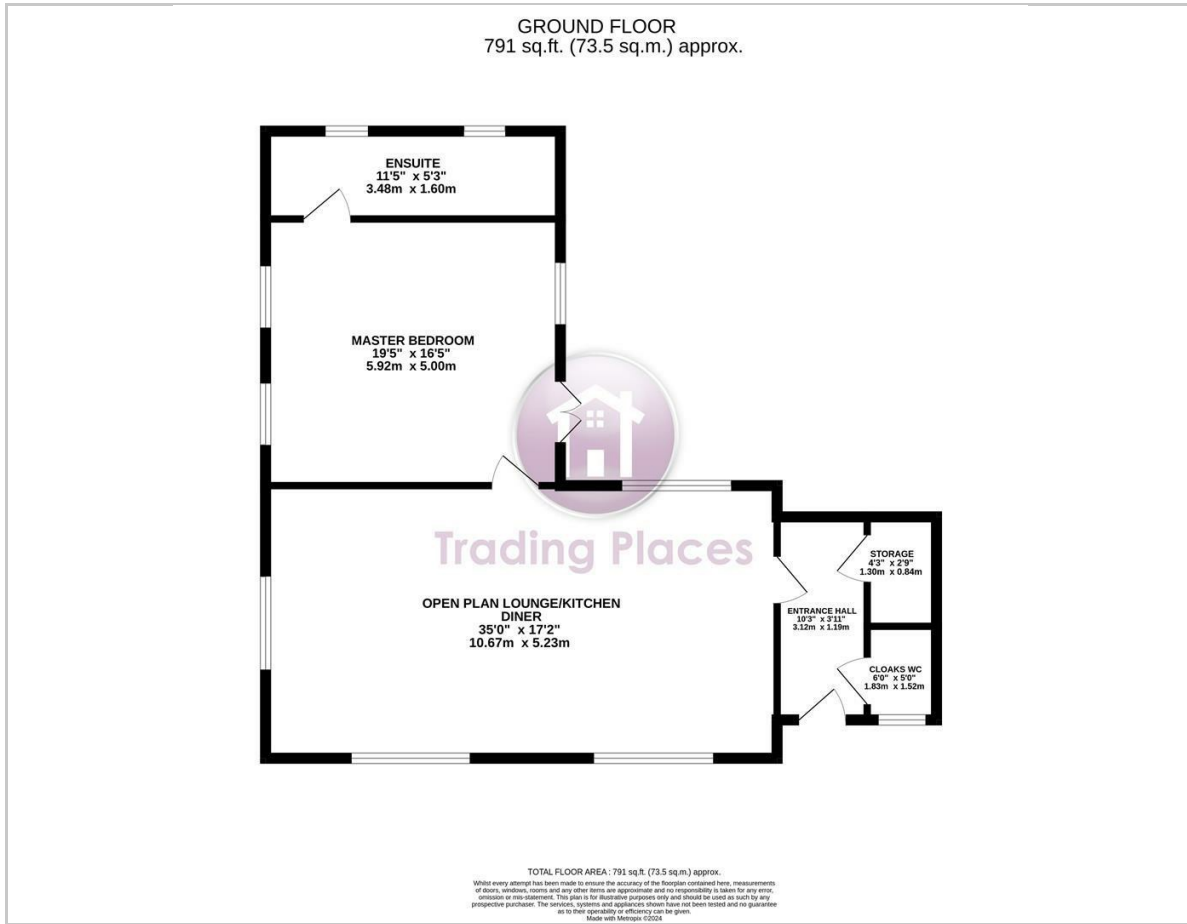 GROUND FLOOR
791 sq.ft. (73.5 sq.m.) approx.
ENSUITE
11'5" x 5'3"
3.48m x 1.60m
MASTER BEDROOM
19'5" x 16'5"
5.92m x 5.00m
Trading Places
OPEN PLAN LOUNGE/KITCHEN
DINER
35'0" x 17'2"
10.67m x 5.23m
STORAGE
4'3" x 2'9"
1.30m x 0.84m
ENTRANCE HALL
10'3" x 3'11"
3.12m x 1.19m
CLOAKS WC
6'0" x 5'0"
1.83m x 1.52m
TOTAL FLOOR AREA : 791 sq.ft. (73.5 sq.m.) approx.
Whilst every attempt has been made to ensure the accuracy of the floorplan contained here, measurements
of doors, windows, rooms and any other items are approximate and no responsibility is taken for any error,
omission or mis-statement. This plan is for illustrative purposes only and should be used as such by any
prospective purchaser. The services, systems and appliances shown have not been tested and no guarantee
as to their operability or efficiency can be given.
Made with Metropix ©2024